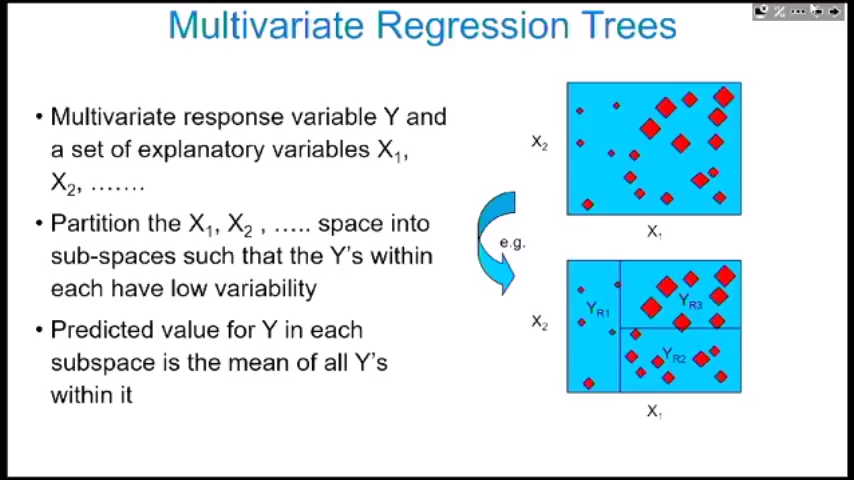 Multivariate Regression Trees
• Multivariate response variable Y and
a set of explanatory variables X1,
X2, …….
• Partition the X1, X2 , ….. space into
sub-spaces such that the Y's within
each have low variability
• Predicted value for Y in each
subspace is the mean of all Y's
within it
X2
X1
e.g.
YR1
YR3
X2
YR2
X1